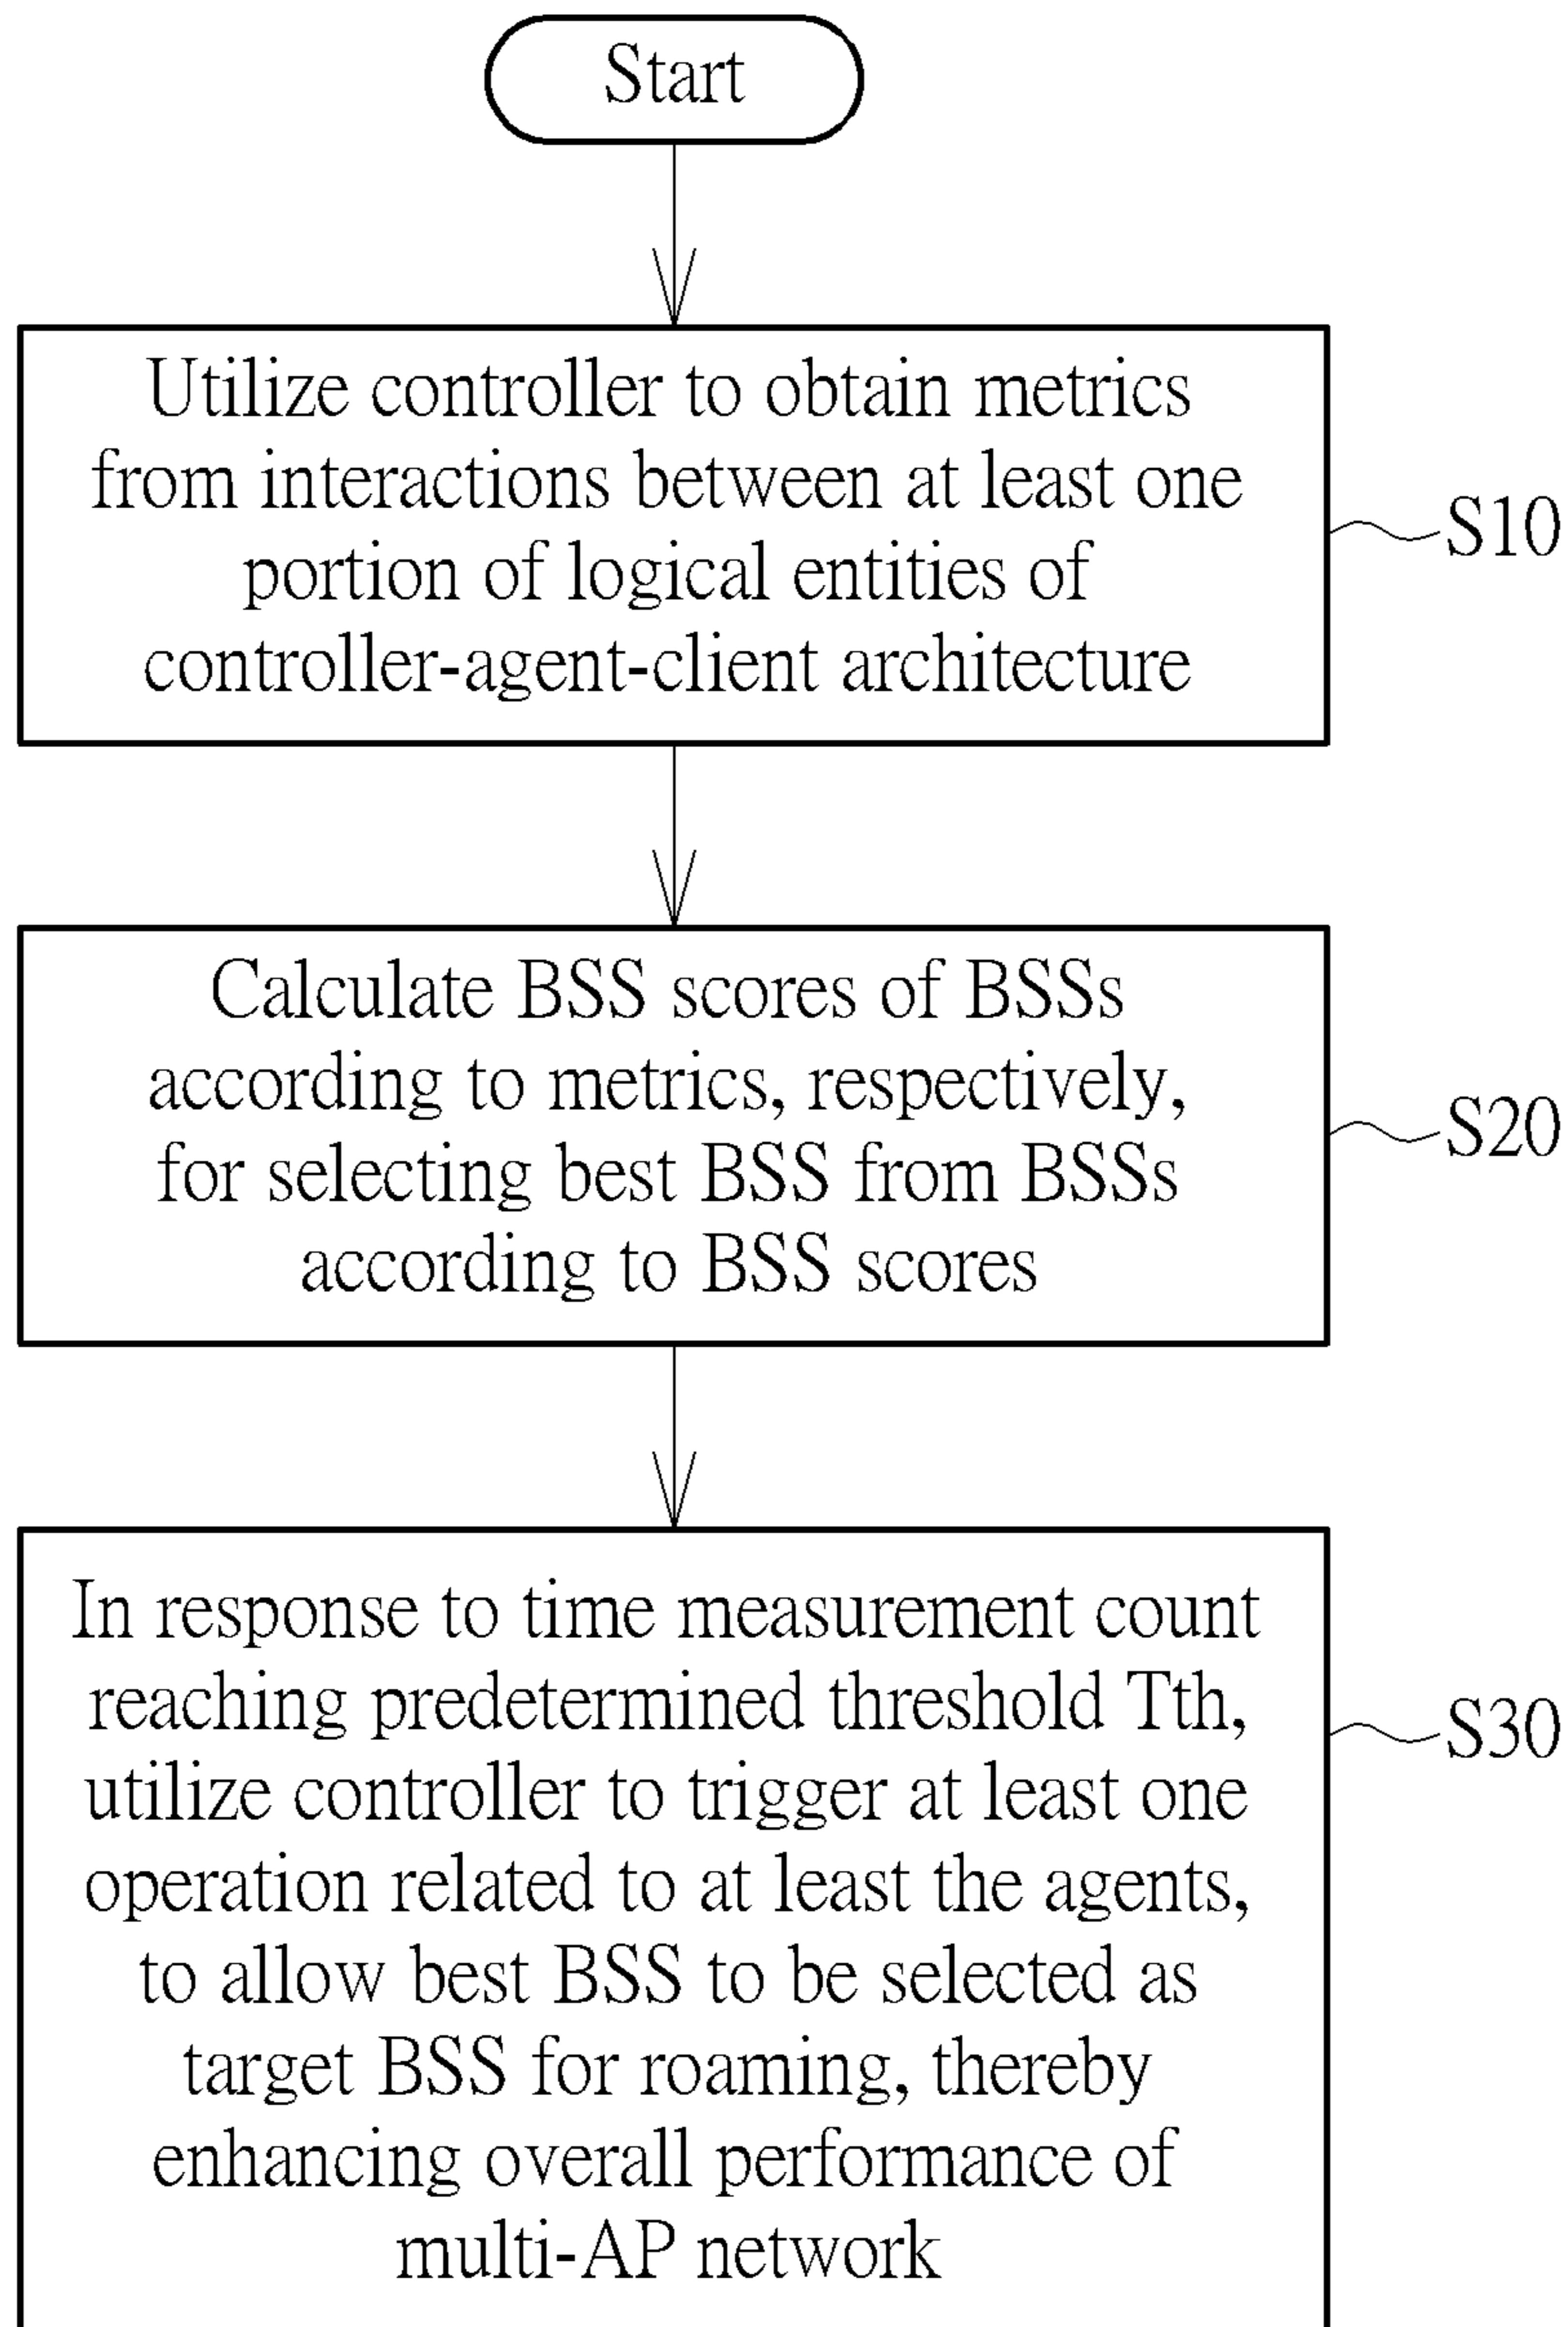 Start
Utilize controller to obtain metrics
from interactions between at least one
portion of logical entities of
controller-agent-client architecture
S10
Calculate BSS scores of BSSs
according to metrics, respectively,
for selecting best BSS from BSSs
according to BSS scores
S20
In response to time measurement count
reaching predetermined threshold Tth,
utilize controller to trigger at least one
operation related to at least the agents,
to allow best BSS to be selected as
target BSS for roaming, thereby
enhancing overall performance of
multi-AP network
S30